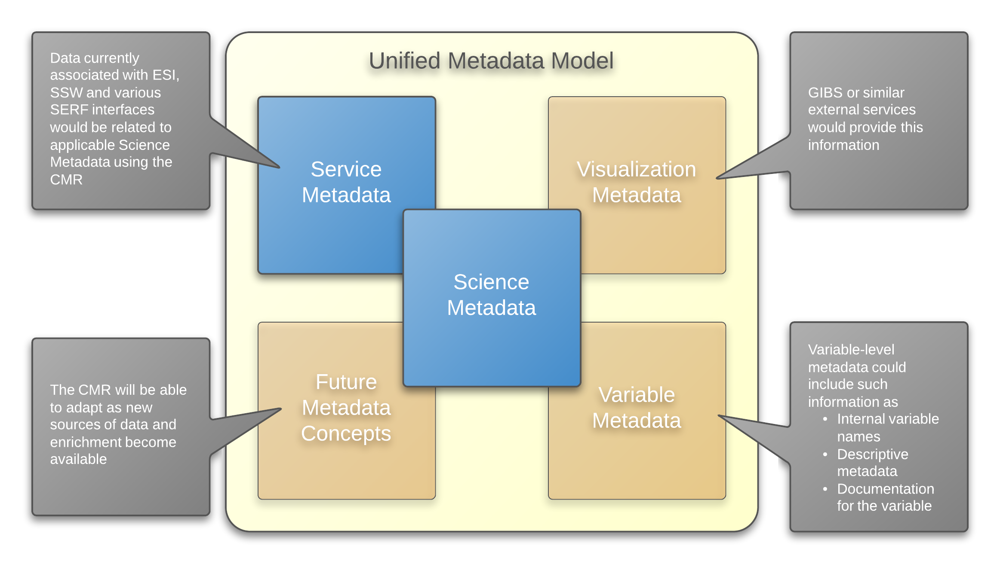 Unified Metadata Model
Data currently
associated with ESI,
SSW and various
SERF interfaces
would be related to
applicable Science
Metadata using the
CMR
Service
Metadata
Visualization
Metadata
GIBS or similar
external services
would provide this
information
Science
Metadata
The CMR will be able
to adapt as new
sources of data and
enrichment become
available
Future
Metadata
Concepts
Variable
Metadata
Variable-level
metadata could
include such
information as
• Internal variable
names
• Descriptive
metadata
• Documentation
for the variable